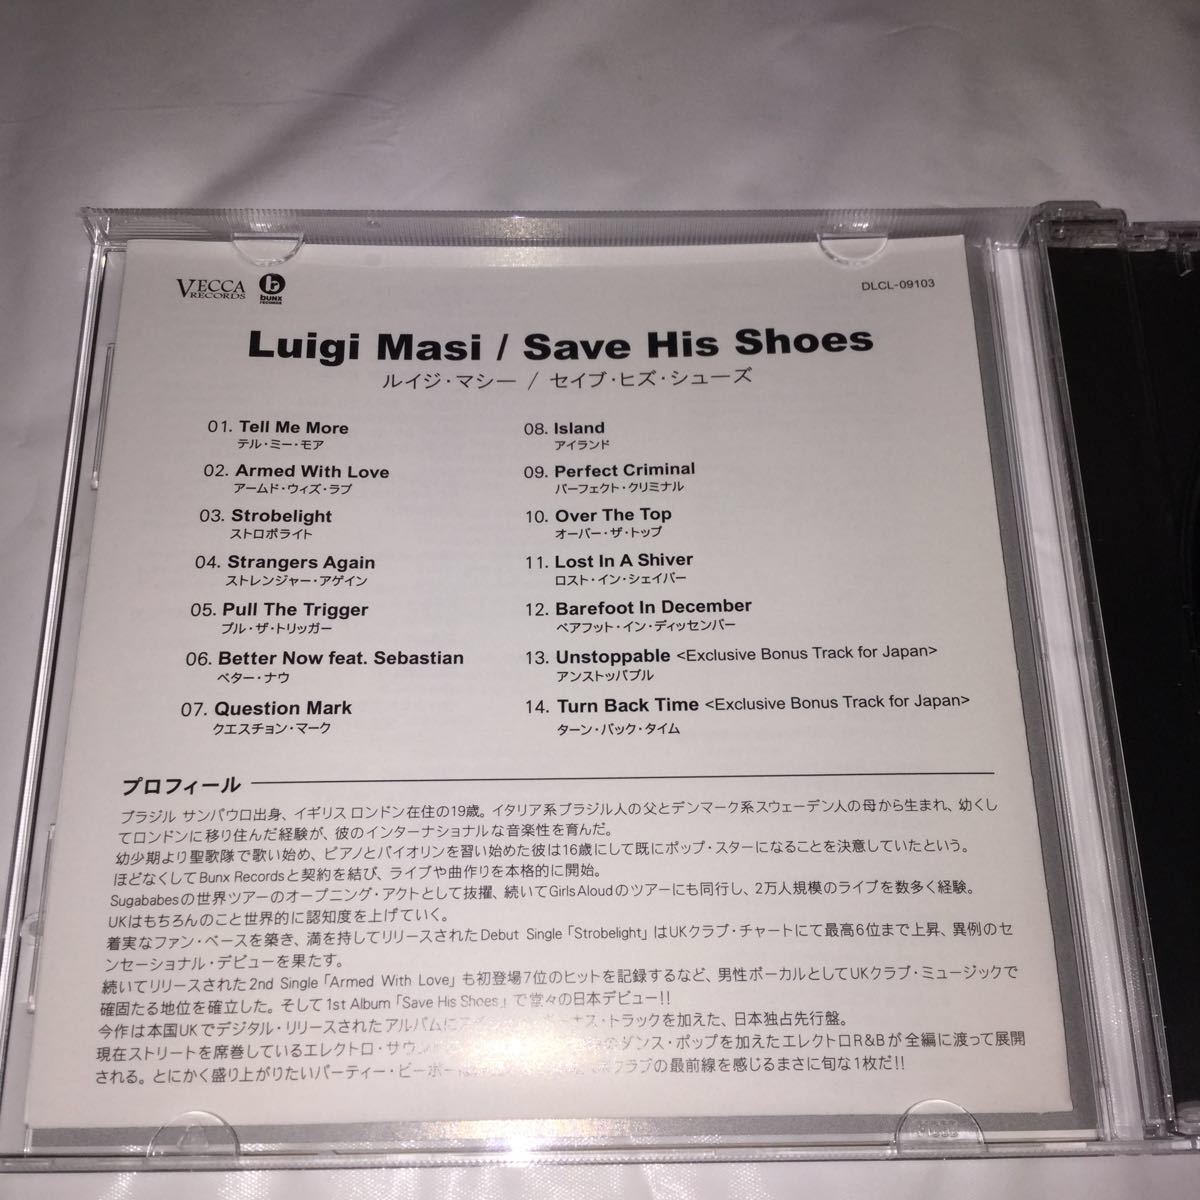 VECCA RECORDS
bunx RECORDS
DLCL-09103
Luigi Masi / Save His Shoes
ルイジ・マシー / セイブ・ヒズ・シューズ
01. Tell Me More
テル・ミー・モア
02. Armed With Love
アームド・ウィズ・ラブ
03. Strobelight
ストロボライト
04. Strangers Again
ストレンジャー・アゲイン
05. Pull The Trigger
プル・ザ・トリッガー
06. Better Now feat. Sebastian
ベター・ナウ
07. Question Mark
クエスチョン・マーク
08. Island
アイランド
09. Perfect Criminal
パーフェクト・クリミナル
10. Over The Top
オーバー・ザ・トップ
11. Lost In A Shiver
ロスト・イン・シェイバー
12. Barefoot In December
ベアフット・イン・ディッセンバー
13. Unstoppable <Exclusive Bonus Track for Japan>
アンストッパブル
14. Turn Back Time <Exclusive Bonus Track for Japan>
ターン・バック・タイム
プロフィール
ブラジル サンパウロ出身、イギリス ロンドン在住の19歳。イタリア系ブラジル人の父とデンマーク系スウェーデン人の母から生まれ、幼くし
てロンドンに移り住んだ経験が、彼のインターナショナルな音楽性を育んだ。
幼少期より聖歌隊で歌い始め、ピアノとバイオリンを習い始めた彼は16歳にして既にポップ・スターになることを決意していたという。
ほどなくしてBunx Recordsと契約を結び、ライブや曲作りを本格的に開始。
Sugababesの世界ツアーのオープニング・アクトとして抜擢、続いてGirls Aloudのツアーにも同行し、2万人規模のライブを数多く経験。
UKはもちろんのこと世界的に認知度を上げていく。
着実なファン・ベースを築き、満を持してリリースされたDebut Single「Strobelight」はUKクラブ・チャートにて最高6位まで上昇、異例のセ
ンセーショナル・デビューを果たす。
続いてリリースされた2nd Single「Armed With Love」も初登場7位のヒットを記録するなど、男性ボーカルとしてUKクラブ・ミュージックで
確固たる地位を確立した。そして1st Album「Save His Shoes」で堂々の日本デビュー!!
今作は本国UKでデジタル・リリースされたアルバムに ボーナス・トラックを加えた、日本独占先行盤。
現在ストリートを席巻しているエレクトロ・サウンド のダンス・ポップを加えたエレクトロR&Bが全編に渡って展開
される。とにかく盛り上がりたいパーティー・ピーポー クラブの最前線を感じるまさに旬な1枚だ!!